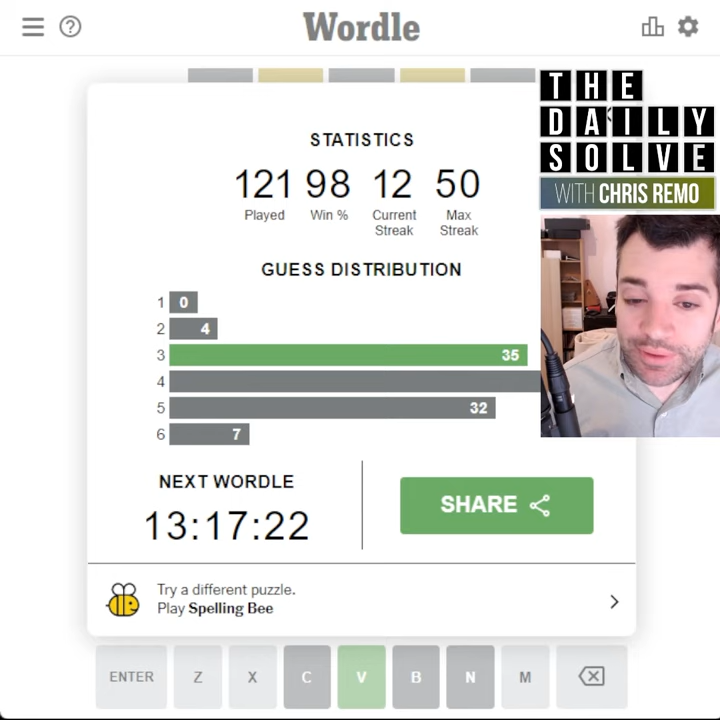 Wordle
THE
DAILY
SOLVE
WITH CHRIS REMO
STATISTICS
121 98 12 50
Played Win % Current Streak Max Streak
GUESS DISTRIBUTION
1 0
2 4
3 35
4
5 32
6 7
NEXT WORDLE
13:17:22
SHARE
Try a different puzzle.
Play Spelling Bee
ENTER Z X C V B N M